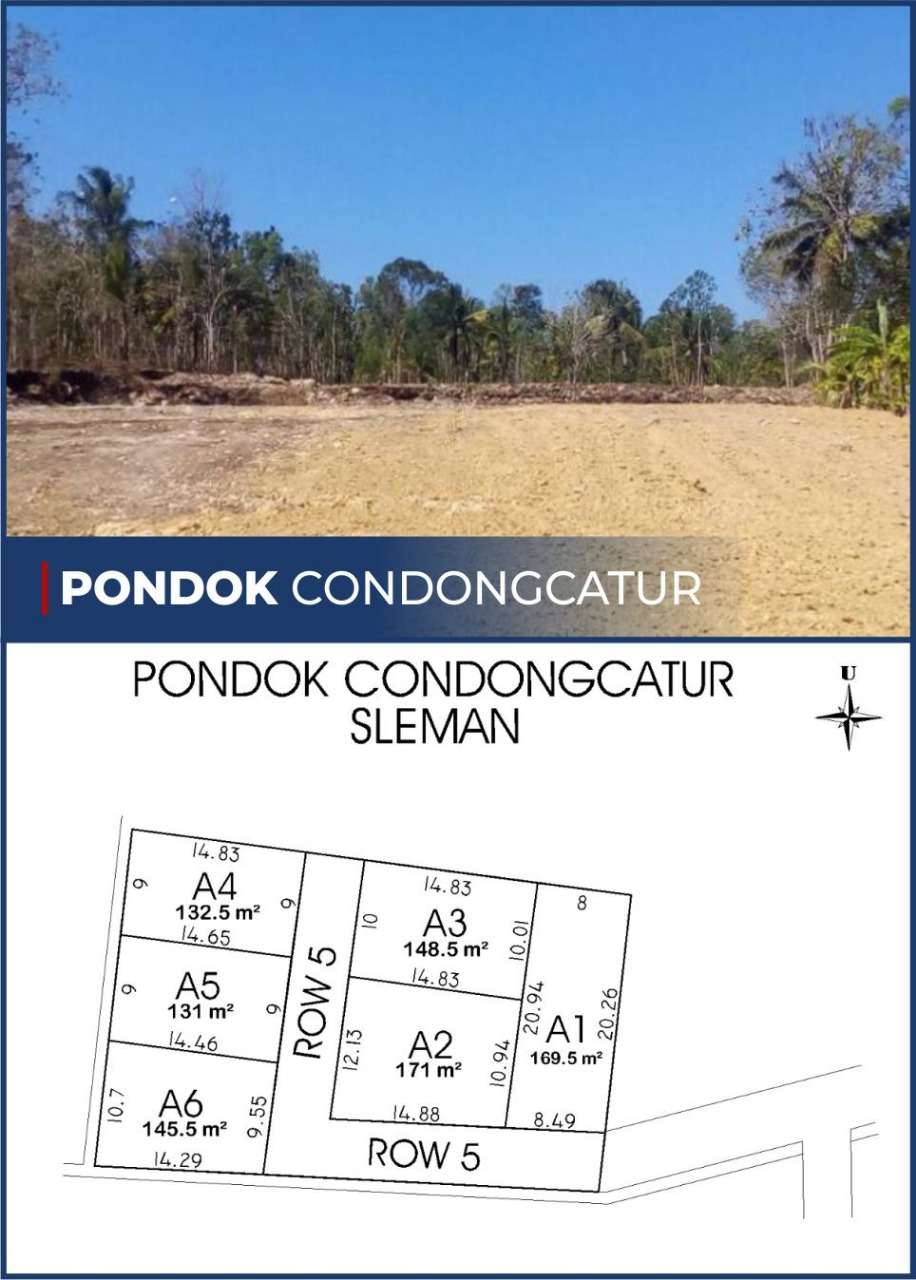 PONDOK CONDONGCATUR
PONDOK CONDONGCATUR
SLEMAN
U
14.83
9
A4
9
132.5 m²
14.65
9
A5
9
131 m²
14.46
10.7
A6
9.55
145.5 m²
14.29
ROW 5
14.83
10
A3
10.01
148.5 m²
14.83
12.13
A2
10.94
171 m²
14.88
8
20.94
A1
20.26
169.5 m²
8.49
ROW 5